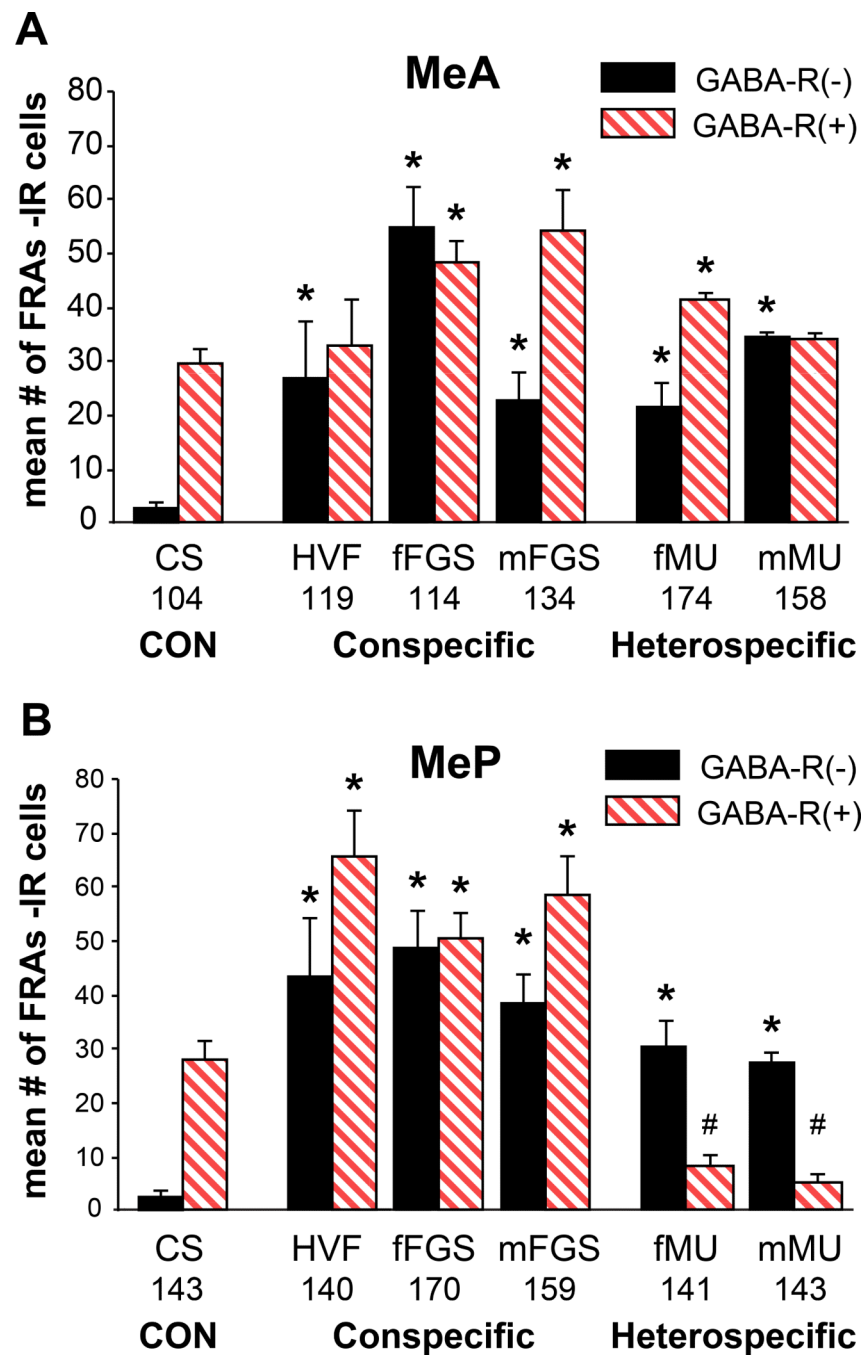 A
MeA
GABA-R(-)
GABA-R(+)
mean # of FRAs -IR cells
80
70
60
50
40
30
20
10
0
* * * * * * * *
CS HVF fFGS mFGS fMU mMU
104 119 114 134 174 158
CON Conspecific Heterospecific
B
MeP
GABA-R(-)
GABA-R(+)
mean # of FRAs -IR cells
80
70
60
50
40
30
20
10
0
* * * * * * * * # #
CS HVF fFGS mFGS fMU mMU
143 140 170 159 141 143
CON Conspecific Heterospecific